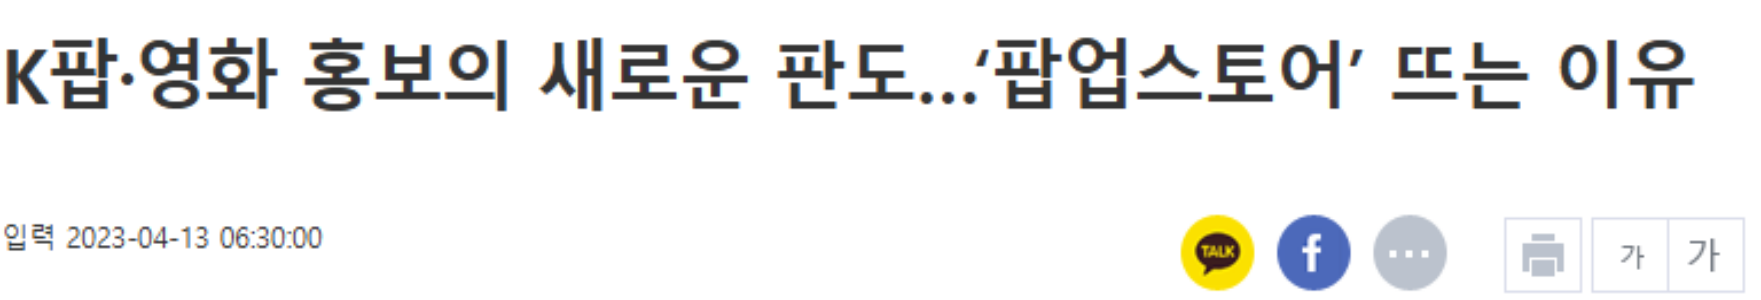 K팝·영화 홍보의 새로운 판도…‘팝업스토어’ 뜨는 이유
입력 2023-04-13 06:30:00
TALK
f
가 가